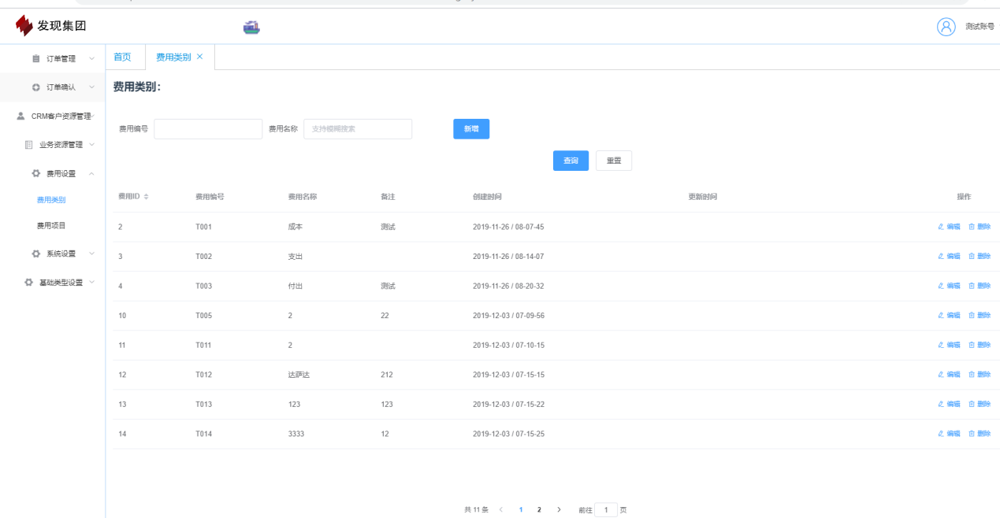 发现集团
测试账号
订单管理
订单确认
CRM客户资源管理
业务资源管理
费用设置
费用类别
费用项目
系统设置
基础类型设置
首页 费用类别 ×
费用类别：
费用编号 费用名称 支持模糊搜索 新增
查询 重置
费用ID 费用编号 费用名称 备注 创建时间 更新时间 操作
2 T001 成本 测试 2019-11-26 / 08-07-45 编辑 删除
3 T002 支出 2019-11-26 / 08-14-07 编辑 删除
4 T003 付出 测试 2019-11-26 / 08-20-32 编辑 删除
10 T005 2 22 2019-12-03 / 07-09-56 编辑 删除
11 T011 2 2019-12-03 / 07-10-15 编辑 删除
12 T012 达萨达 212 2019-12-03 / 07-15-15 编辑 删除
13 T013 123 123 2019-12-03 / 07-15-22 编辑 删除
14 T014 3333 12 2019-12-03 / 07-15-25 编辑 删除
共 11 条 < 1 2 > 前往 1 页